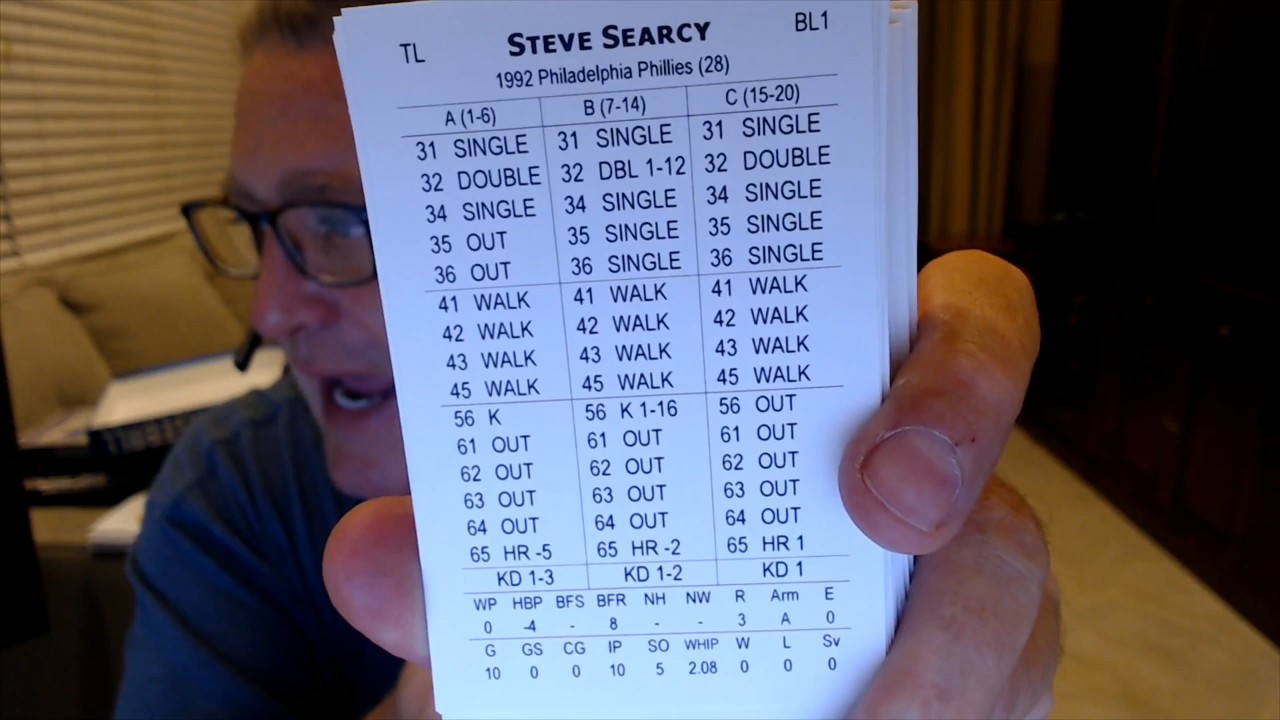 TL STEVE SEARCY BL1
1992 Philadelphia Phillies (28)
A (1-6) B (7-14) C (15-20)
31 SINGLE 31 SINGLE 31 SINGLE
32 DOUBLE 32 DBL 1-12 32 DOUBLE
34 SINGLE 34 SINGLE 34 SINGLE
35 OUT 35 SINGLE 35 SINGLE
36 OUT 36 SINGLE 36 SINGLE
41 WALK 41 WALK 41 WALK
42 WALK 42 WALK 42 WALK
43 WALK 43 WALK 43 WALK
45 WALK 45 WALK 45 WALK
56 K 56 K 1-16 56 OUT
61 OUT 61 OUT 61 OUT
62 OUT 62 OUT 62 OUT
63 OUT 63 OUT 63 OUT
64 OUT 64 OUT 64 OUT
65 HR -5 65 HR -2 65 HR 1
KD 1-3 KD 1-2 KD 1
WP HBP BFS BFR NH NW R Arm E
0 -4 - 8 - - 3 A 0
G GS CG IP SO WHIP W L Sv
10 0 0 10 5 2.08 0 0 0